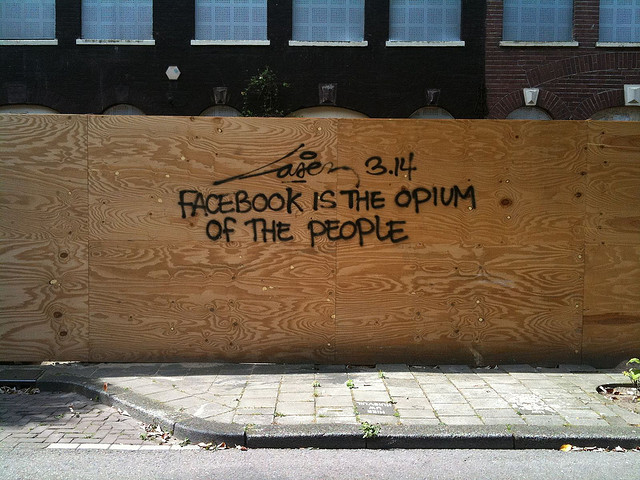 Laser 3.14
FACEBOOK IS THE OPIUM
OF THE PEOPLE